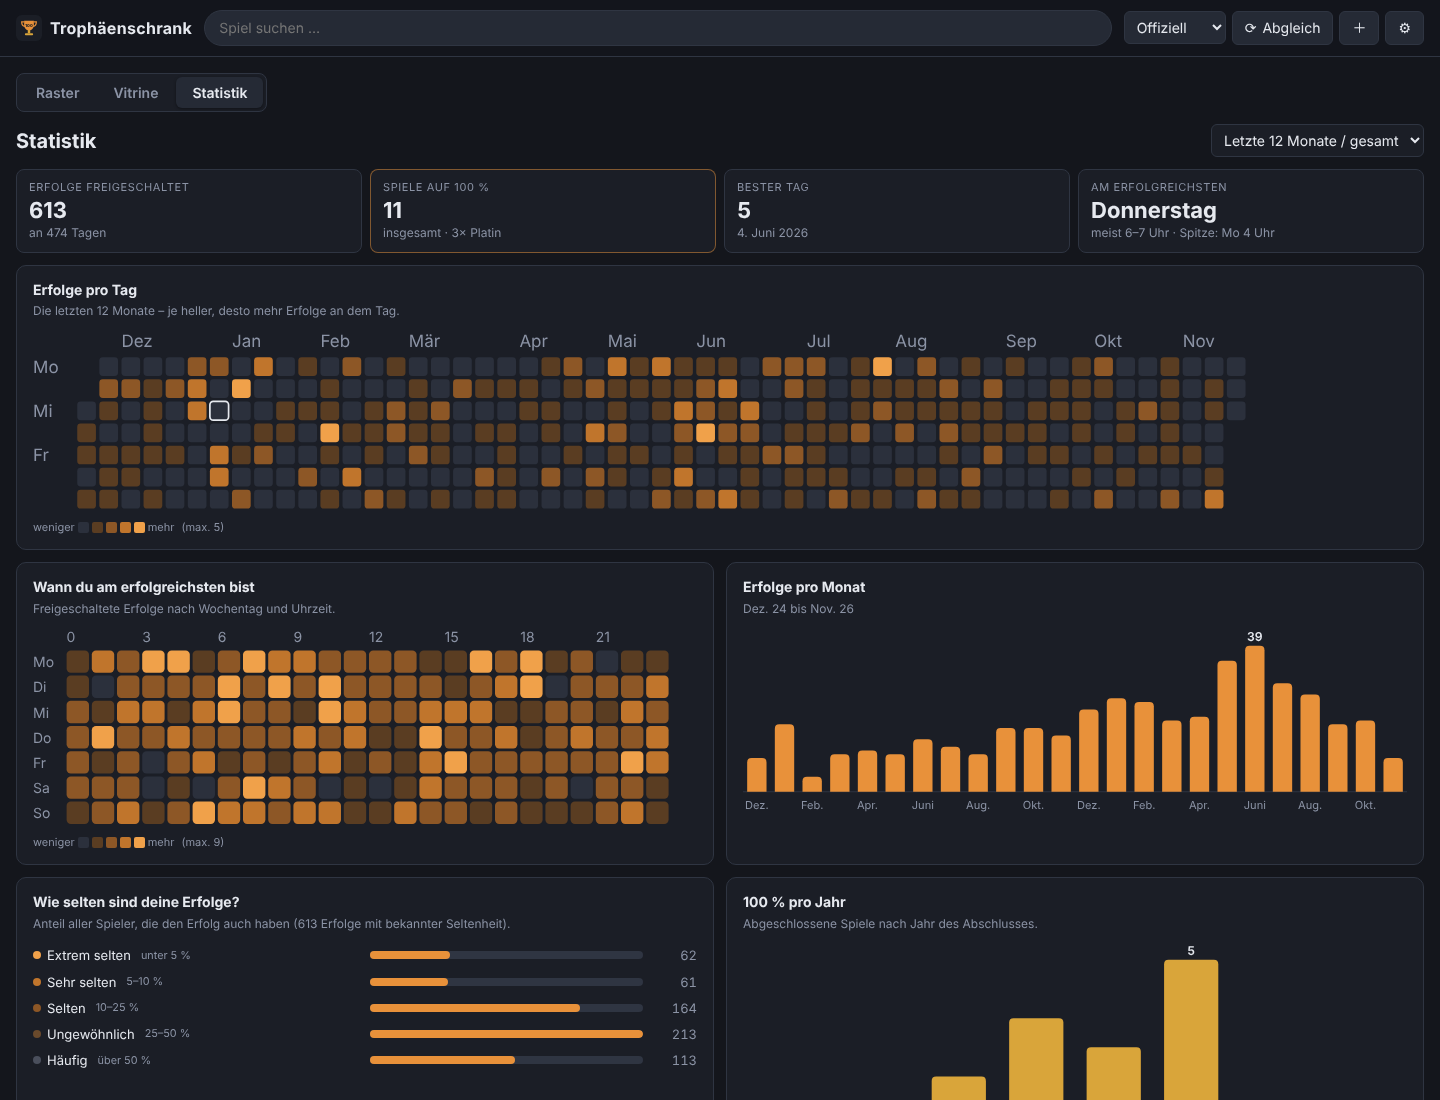 Trophäenschrank
Spiel suchen ...
Offiziell
⟳ Abgleich
+
⚙
Raster
Vitrine
Statistik
Statistik
Letzte 12 Monate / gesamt
ERFOLGE FREIGESCHALTET
613
an 474 Tagen
SPIELE AUF 100 %
11
insgesamt · 3× Platin
BESTER TAG
5
4. Juni 2026
AM ERFOLGREICHSTEN
Donnerstag
meist 6–7 Uhr · Spitze: Mo 4 Uhr
Erfolge pro Tag
Die letzten 12 Monate – je heller, desto mehr Erfolge an dem Tag.
Dez Jan Feb Mär Apr Mai Jun Jul Aug Sep Okt Nov
Mo
Mi
Fr
weniger mehr (max. 5)
Wann du am erfolgreichsten bist
Freigeschaltete Erfolge nach Wochentag und Uhrzeit.
0 3 6 9 12 15 18 21
Mo
Di
Mi
Do
Fr
Sa
So
weniger mehr (max. 9)
Erfolge pro Monat
Dez. 24 bis Nov. 26
39
Dez. Feb. Apr. Juni Aug. Okt. Dez. Feb. Apr. Juni Aug. Okt.
Wie selten sind deine Erfolge?
Anteil aller Spieler, die den Erfolg auch haben (613 Erfolge mit bekannter Seltenheit).
Extrem selten unter 5 % 62
Sehr selten 5–10 % 61
Selten 10–25 % 164
Ungewöhnlich 25–50 % 213
Häufig über 50 % 113
100 % pro Jahr
Abgeschlossene Spiele nach Jahr des Abschlusses.
5